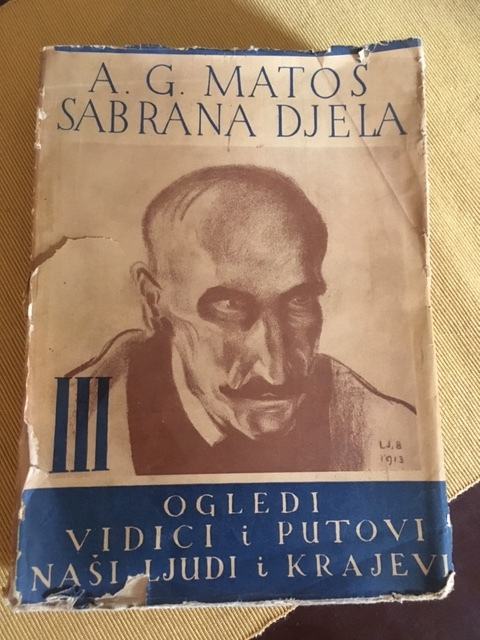 A. G. MATOŠ
SABRANA DJELA
LJ. B
1913
III
OGLEDI
VIDICI i PUTOVI
NAŠI LJUDI i KRAJEVI